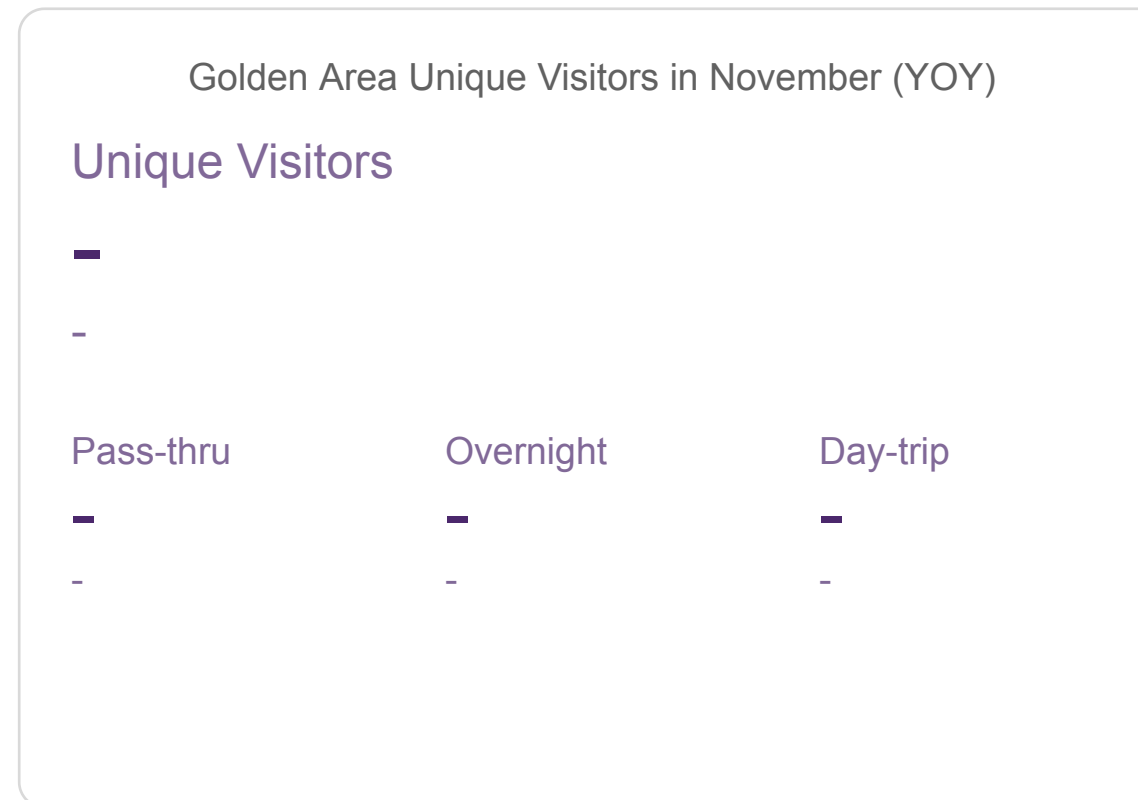 Golden Area Unique Visitors in November (YOY)
Unique Visitors
-
-
Pass-thru Overnight Day-trip
- - -
- - -